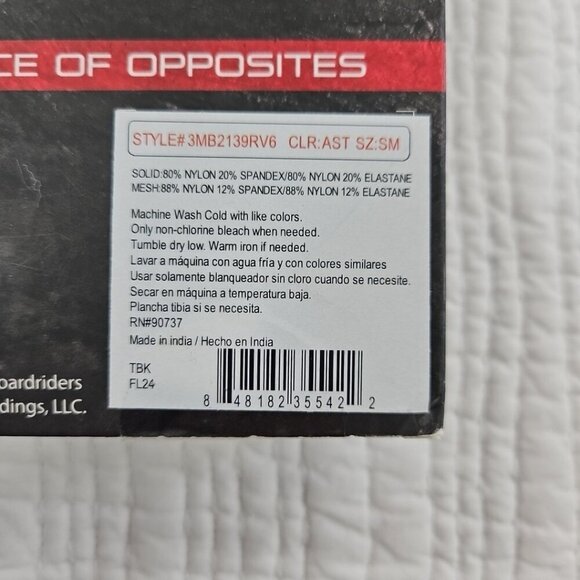 CE OF OPPOSITES
STYLE# 3MB2139RV6 CLR:AST SZ:SM
SOLID:80% NYLON 20% SPANDEX/80% NYLON 20% ELASTANE
MESH:88% NYLON 12% SPANDEX/88% NYLON 12% ELASTANE
Machine Wash Cold with like colors.
Only non-chlorine bleach when needed.
Tumble dry low. Warm iron if needed.
Lavar a máquina con agua fría y con colores similares
Usar solamente blanqueador sin cloro cuando se necesite.
Secar en máquina a temperatura baja.
Plancha tibia si se necesita.
RN#90737
Made in india / Hecho en India
TBK
FL24
8 48182 35542 2
oardriders
dings, LLC.